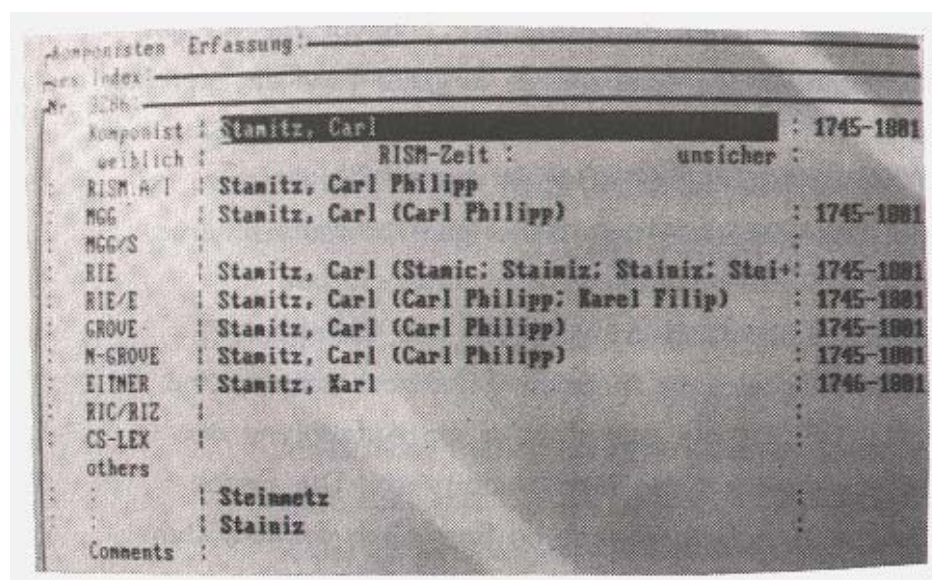 Komponisten Erfassung:
Pers. Index:
Nr. 3286:
Komponist : Stamitz, Carl : 1745-1801
weiblich : RISM-Zeit : unsicher :
RISM A/I : Stamitz, Carl Philipp
MGG : Stamitz, Carl (Carl Philipp) : 1745-1801
MGG/S : :
RIE : Stamitz, Carl (Stamic; Staimiz; Stainiz; Stei+: 1745-1801
RIE/E : Stamitz, Carl (Carl Philipp; Karel Filip) : 1745-1801
GROVE : Stamitz, Carl (Carl Philipp) : 1745-1801
N-GROVE : Stamitz, Carl (Carl Philipp) : 1745-1801
EITNER : Stamitz, Karl : 1746-1801
RIC/RIZ : :
CS-LEX : :
others
: : Steinmetz :
: : Stainiz :
Comments :